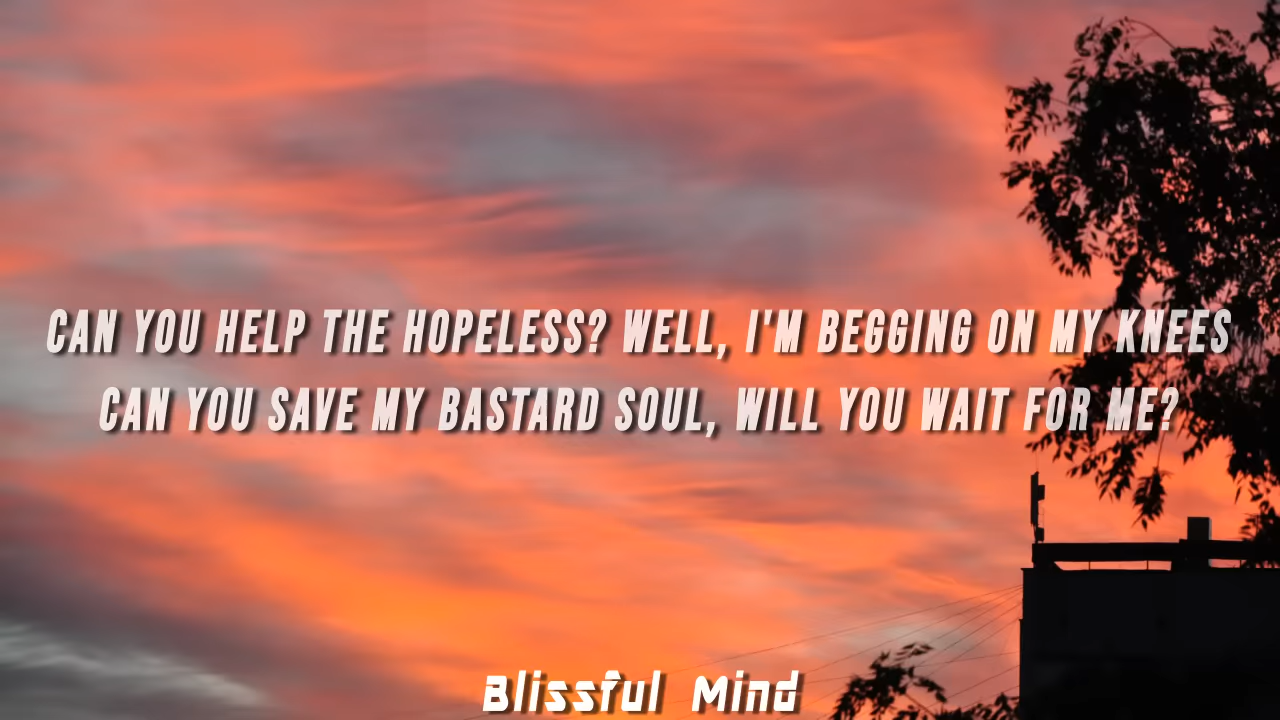 CAN YOU HELP THE HOPELESS? WELL, I'M BEGGING ON MY KNEES
CAN YOU SAVE MY BASTARD SOUL, WILL YOU WAIT FOR ME?
Blissful Mind